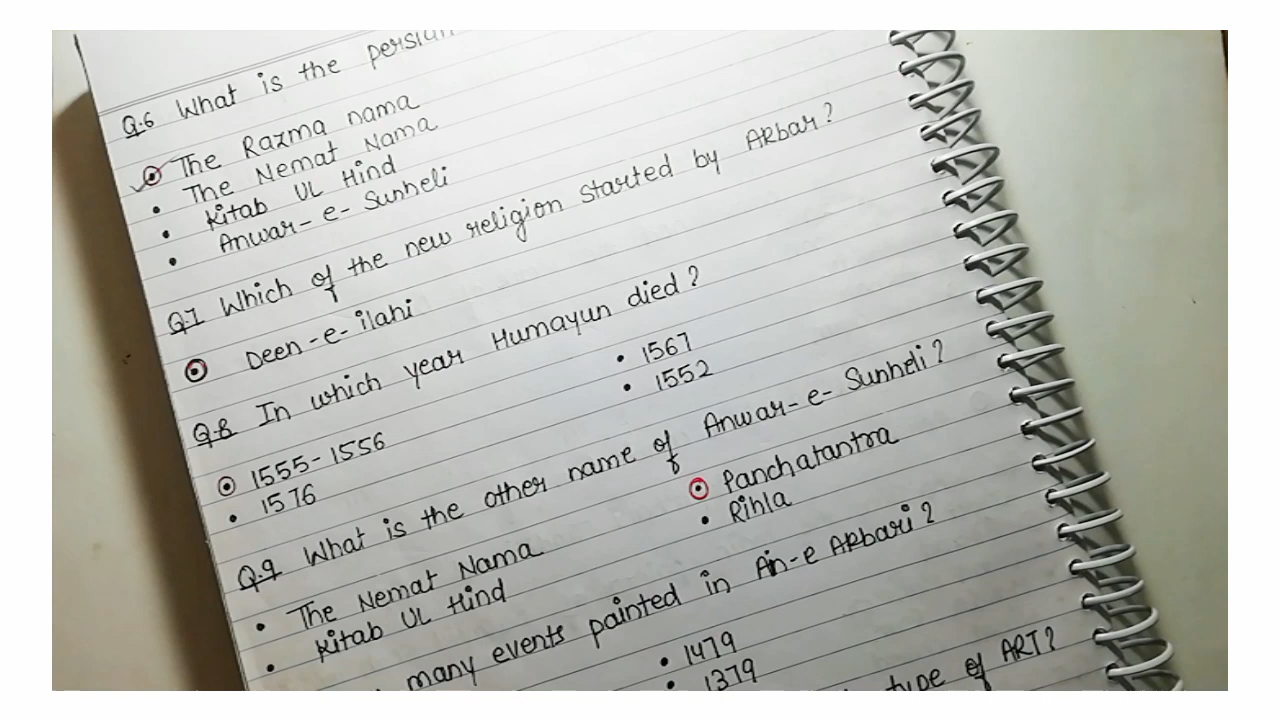 Q.6 What is the persian
The Razma nama
• The Nemat Nama
• Kitab UL Hind
• Anwar-e-Sunheli
Q.7 Which of the new religion started by Akbar?
Deen-e-ilahi
Q.8 In which year Humayun died?
1555-1556 • 1567
• 1576 • 1552
Q.9 What is the other name of Anwar-e-Sunheli?
• The Nemat Nama Panchatantra
• Kitab UL Hind • Rihla
many events painted in Ain-e Akbari?
• 1479
• 1379
type of ART?